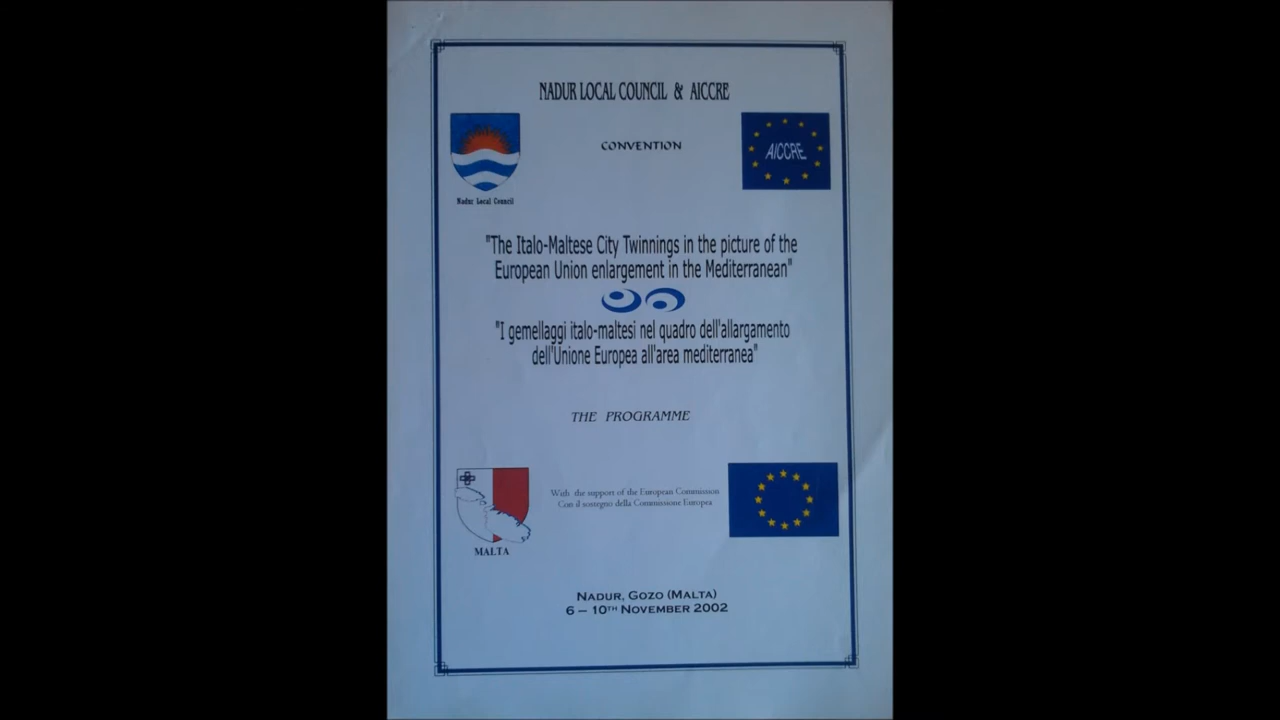 NADUR LOCAL COUNCIL & AICCRE
CONVENTION
AICCRE
Nadur Local Council
"The Italo-Maltese City Twinnings in the picture of the
European Union enlargement in the Mediterranean"
"I gemellaggi italo-maltesi nel quadro dell'allargamento
dell'Unione Europea all'area mediterranea"
THE PROGRAMME
With the support of the European Commission
Con il sostegno della Commissione Europea
MALTA
NADUR, GOZO (MALTA)
6 – 10TH NOVEMBER 2002